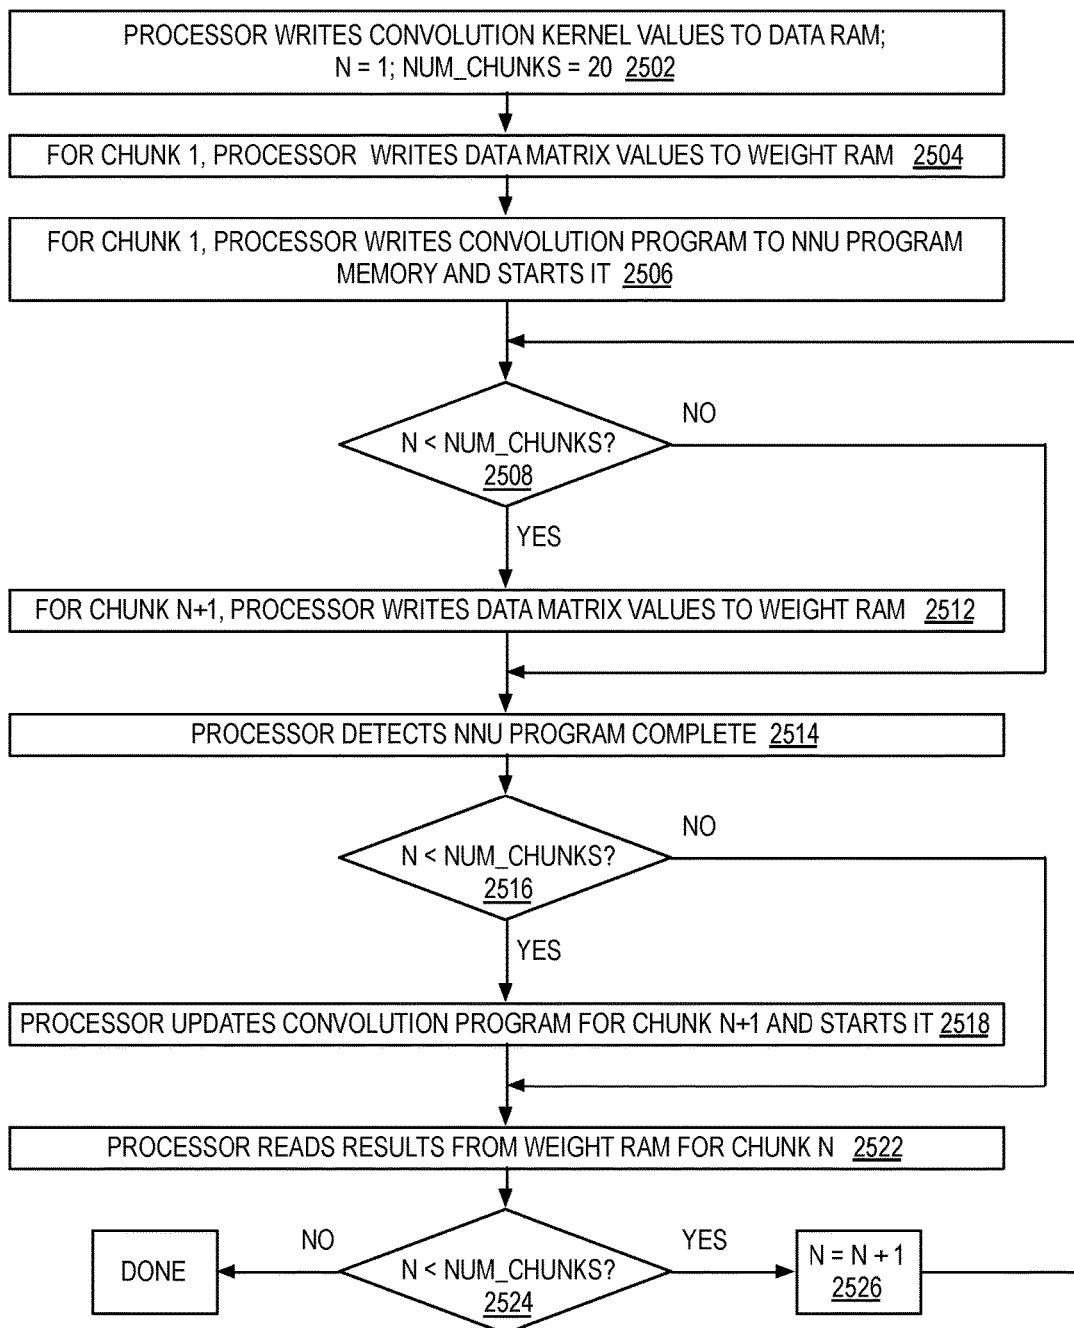 PROCESSOR WRITES CONVOLUTION KERNEL VALUES TO DATA RAM;
N = 1; NUM_CHUNKS = 20 2502
FOR CHUNK 1, PROCESSOR WRITES DATA MATRIX VALUES TO WEIGHT RAM 2504
FOR CHUNK 1, PROCESSOR WRITES CONVOLUTION PROGRAM TO NNU PROGRAM
MEMORY AND STARTS IT 2506
NO
N < NUM_CHUNKS?
2508
YES
FOR CHUNK N+1, PROCESSOR WRITES DATA MATRIX VALUES TO WEIGHT RAM 2512
PROCESSOR DETECTS NNU PROGRAM COMPLETE 2514
NO
N < NUM_CHUNKS?
2516
YES
PROCESSOR UPDATES CONVOLUTION PROGRAM FOR CHUNK N+1 AND STARTS IT 2518
PROCESSOR READS RESULTS FROM WEIGHT RAM FOR CHUNK N 2522
NO
YES
DONE
N < NUM_CHUNKS?
2524
N = N + 1
2526